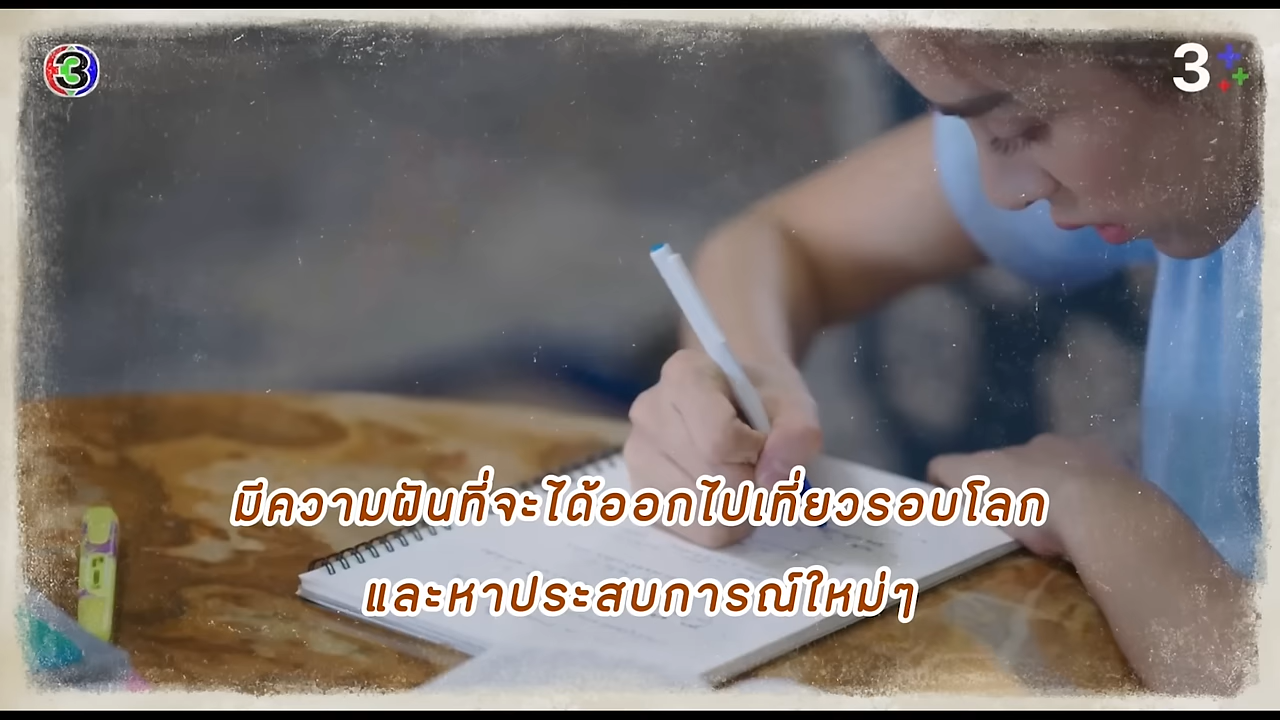 3
3
มีความฝันที่จะได้ออกไปเที่ยวรอบโลก
และหาประสบการณ์ใหม่ๆ